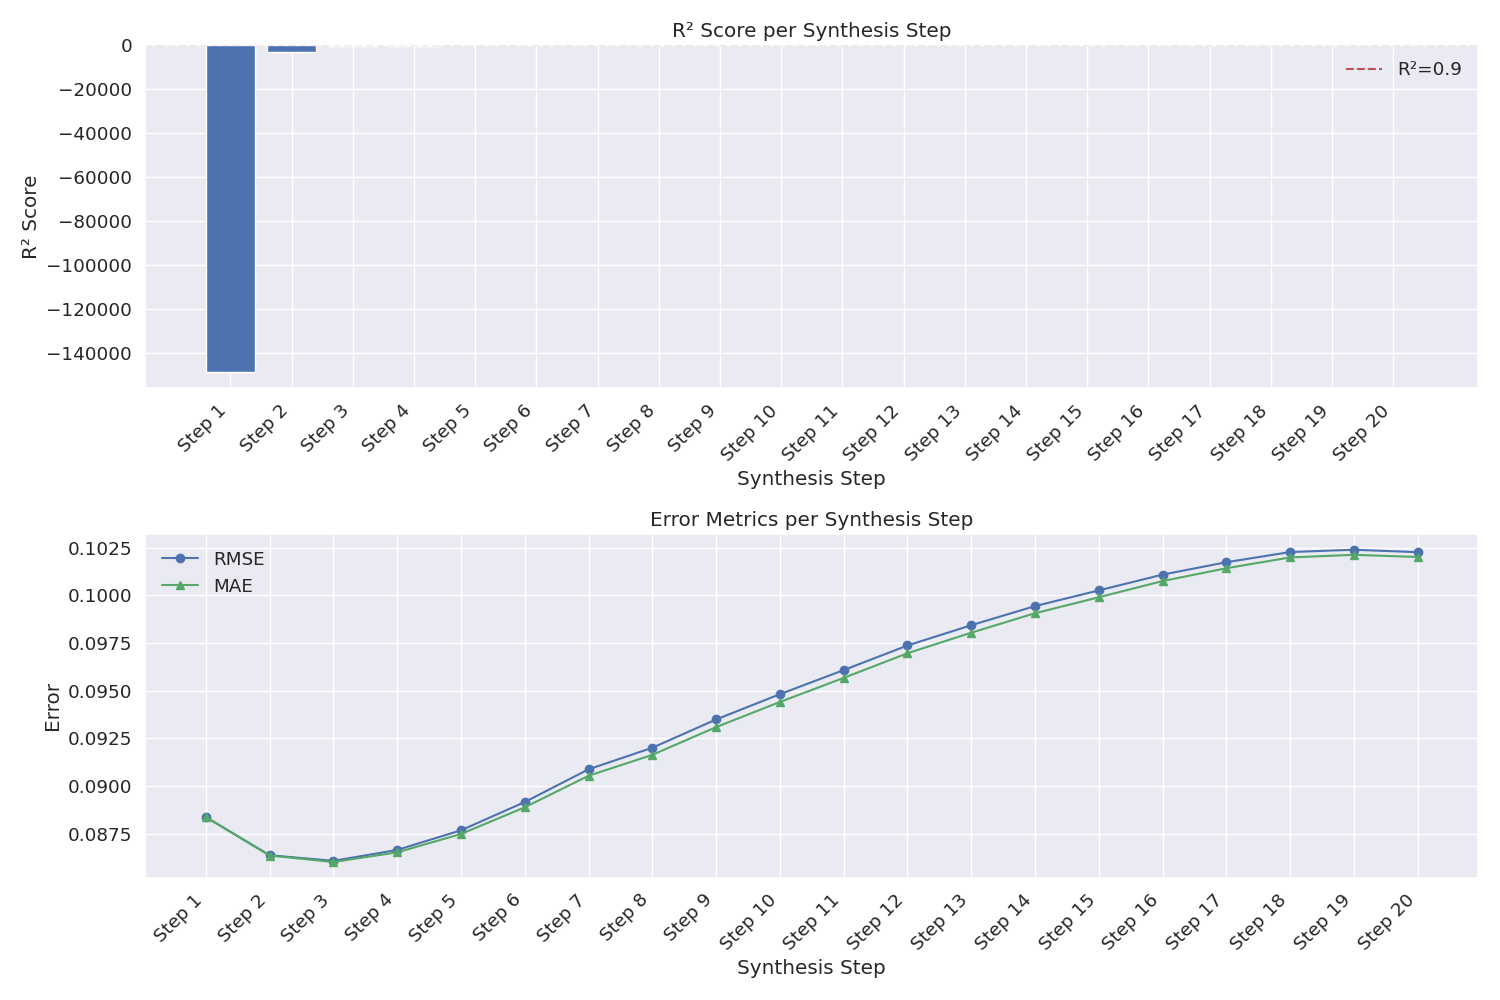 R² Score per Synthesis Step
R² Score
0
−20000
−40000
−60000
−80000
−100000
−120000
−140000
R²=0.9
Step 1
Step 2
Step 3
Step 4
Step 5
Step 6
Step 7
Step 8
Step 9
Step 10
Step 11
Step 12
Step 13
Step 14
Step 15
Step 16
Step 17
Step 18
Step 19
Step 20
Synthesis Step
Error Metrics per Synthesis Step
Error
0.1025
0.1000
0.0975
0.0950
0.0925
0.0900
0.0875
RMSE
MAE
Step 1
Step 2
Step 3
Step 4
Step 5
Step 6
Step 7
Step 8
Step 9
Step 10
Step 11
Step 12
Step 13
Step 14
Step 15
Step 16
Step 17
Step 18
Step 19
Step 20
Synthesis Step